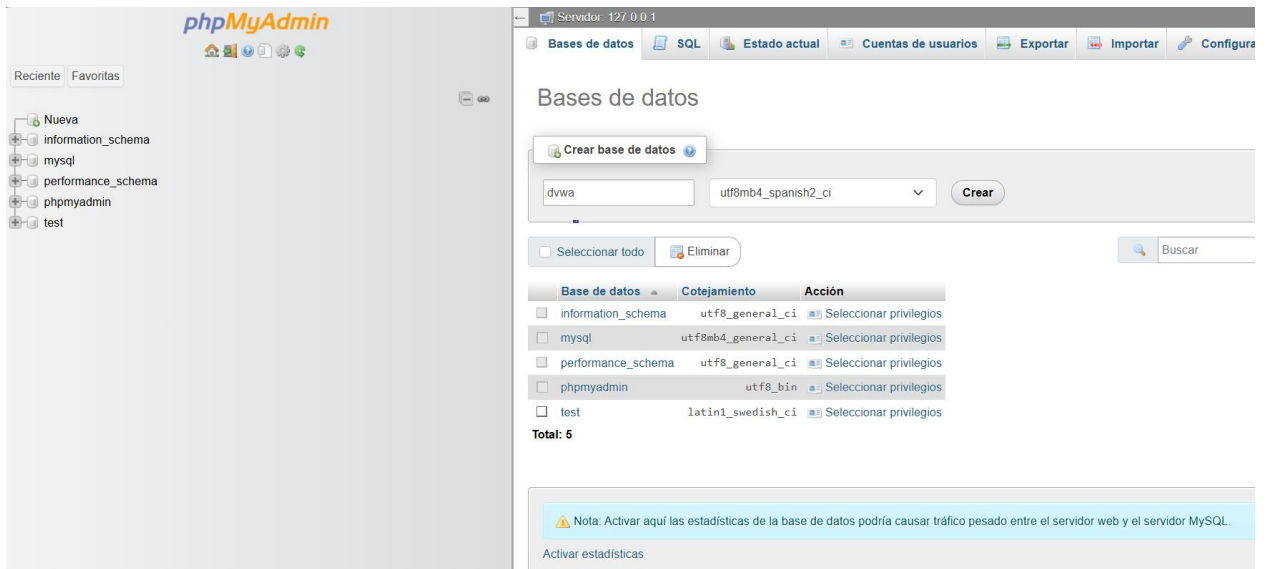 phpMyAdmin
Reciente Favoritas
Nueva
information_schema
mysql
performance_schema
phpmyadmin
test
Servidor: 127.0.0.1
Bases de datos SQL Estado actual Cuentas de usuarios Exportar Importar Configura
Bases de datos
Crear base de datos
dvwa utf8mb4_spanish2_ci Crear
Seleccionar todo Eliminar Buscar
Base de datos Cotejamiento Acción
information_schema utf8_general_ci Seleccionar privilegios
mysql utf8mb4_general_ci Seleccionar privilegios
performance_schema utf8_general_ci Seleccionar privilegios
phpmyadmin utf8_bin Seleccionar privilegios
test latin1_swedish_ci Seleccionar privilegios
Total: 5
Nota: Activar aquí las estadísticas de la base de datos podría causar tráfico pesado entre el servidor web y el servidor MySQL.
Activar estadísticas